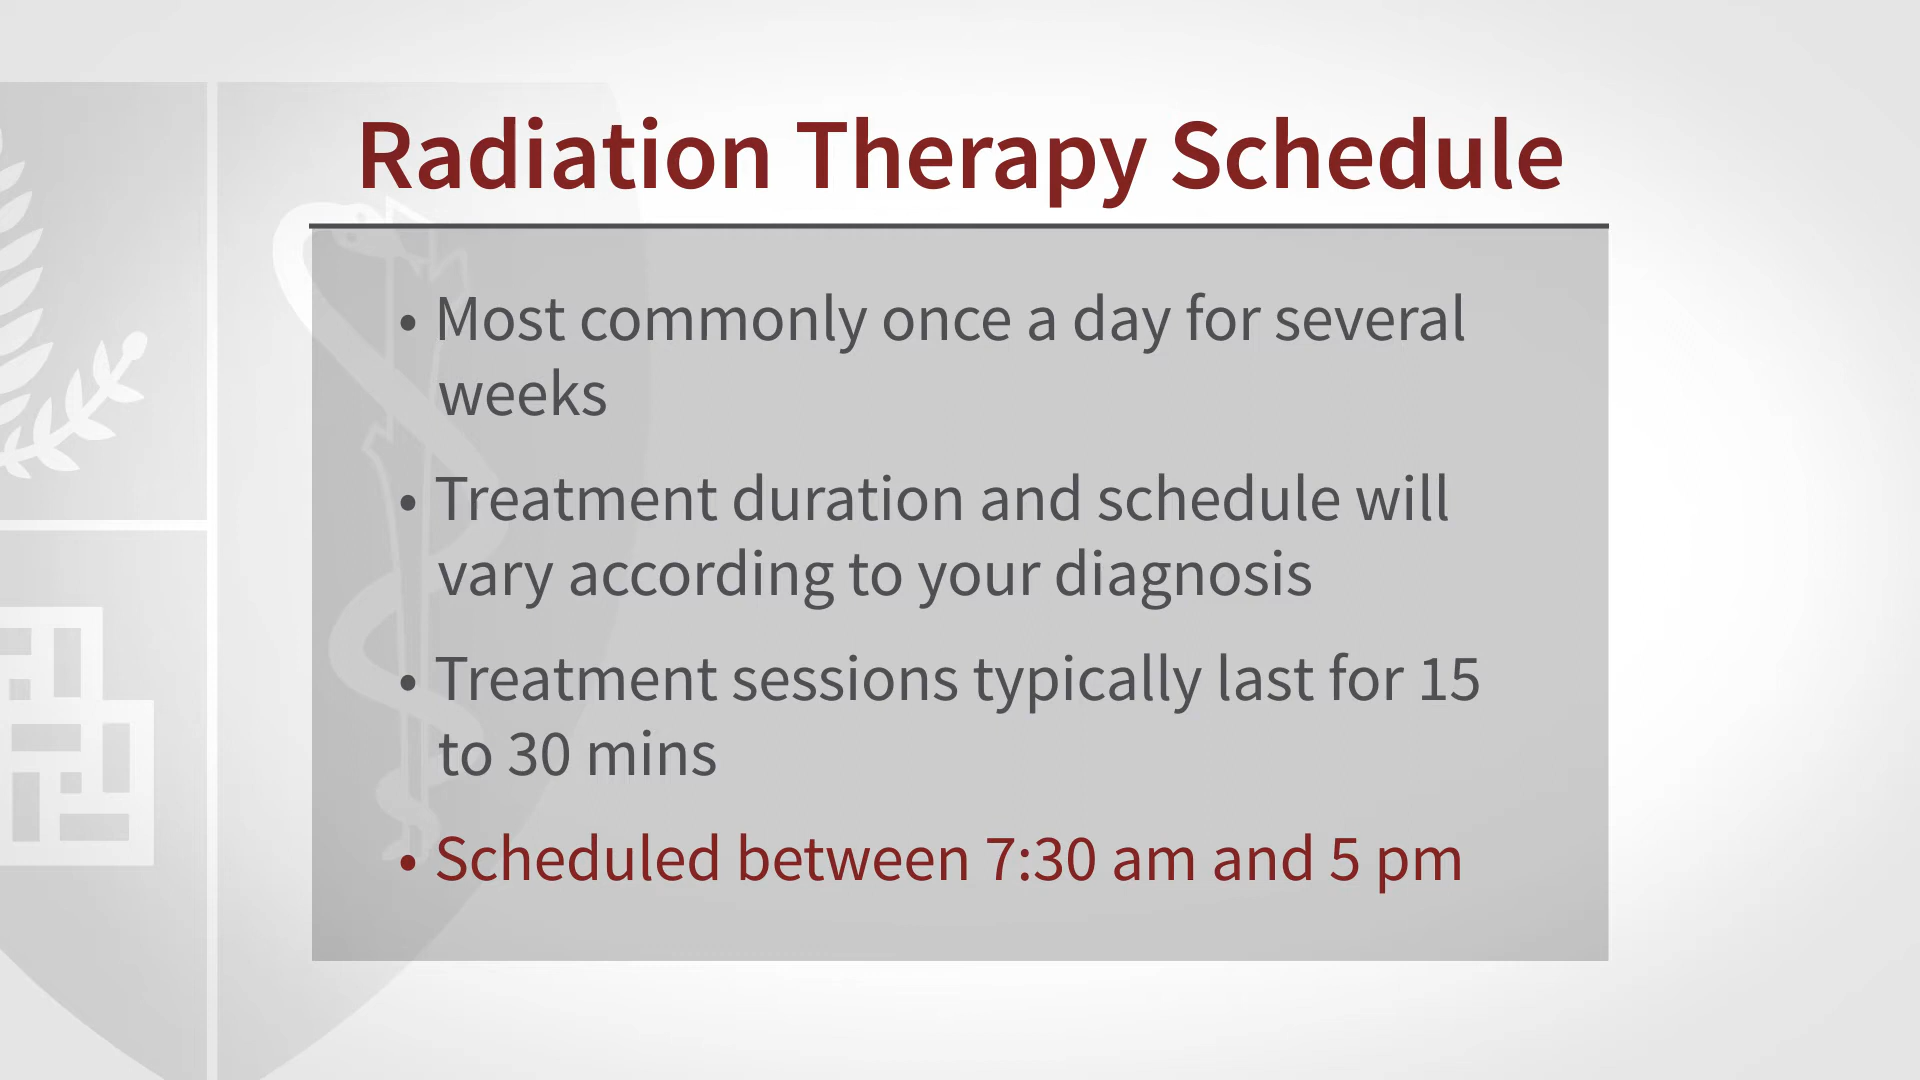 Radiation Therapy Schedule
• Most commonly once a day for several
weeks
• Treatment duration and schedule will
vary according to your diagnosis
• Treatment sessions typically last for 15
to 30 mins
• Scheduled between 7:30 am and 5 pm